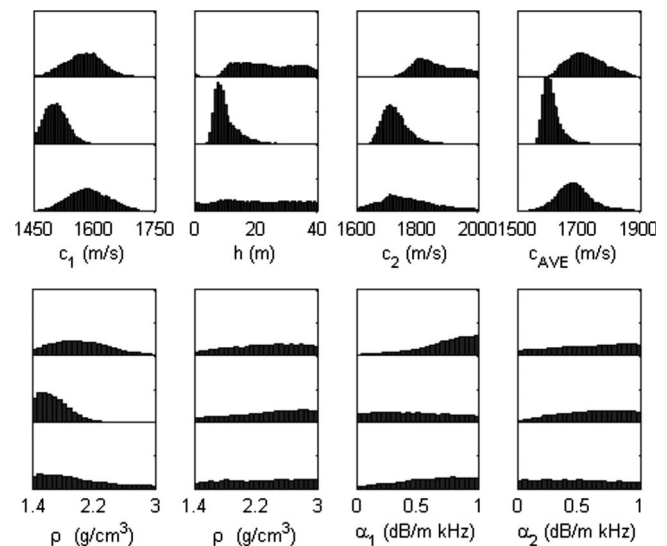 1450 1600 1750 0 20 40 1600 1800 2000 1500 1700 1900
c1 (m/s) h (m) c2 (m/s) cAVE (m/s)
1.4 2.2 3 1.4 2.2 3 0 0.5 1 0 0.5 1
ρ (g/cm³) ρ (g/cm³) α1 (dB/m kHz) α2 (dB/m kHz)